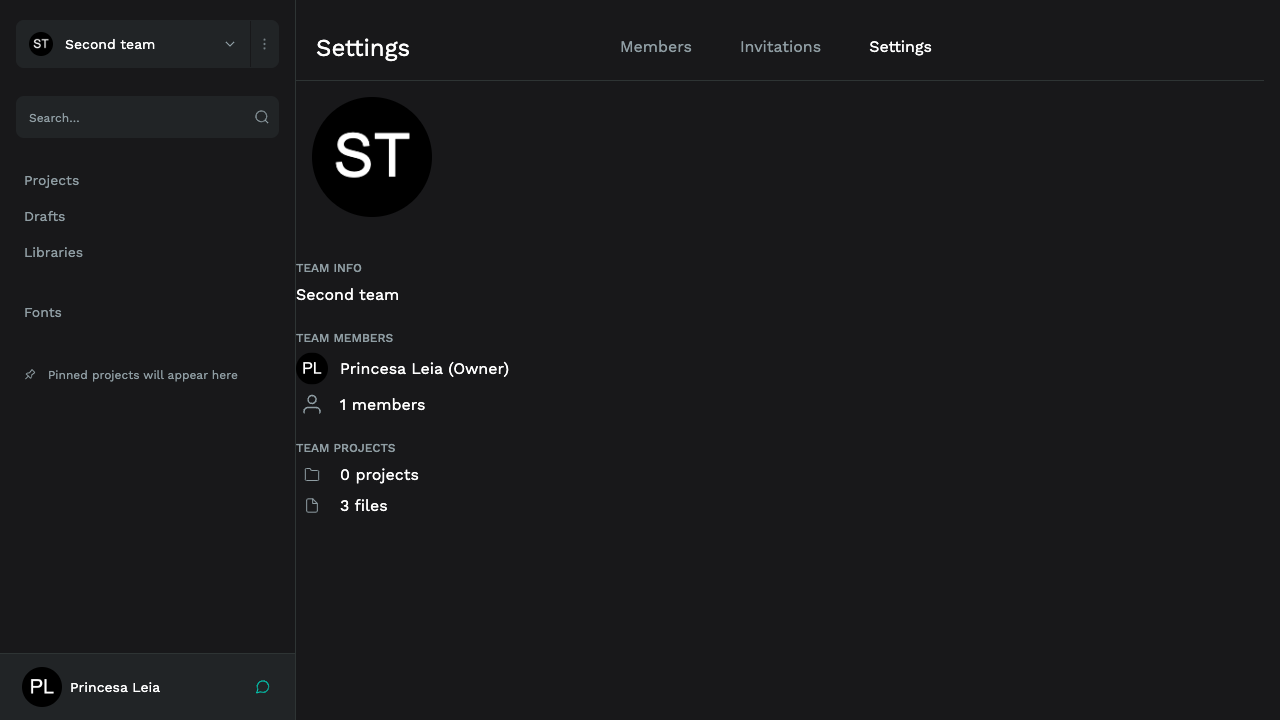 ST Second team
Search...
Projects
Drafts
Libraries
Fonts
Pinned projects will appear here
PL Princesa Leia
Settings
Members Invitations Settings
ST
TEAM INFO
Second team
TEAM MEMBERS
PL Princesa Leia (Owner)
1 members
TEAM PROJECTS
0 projects
3 files